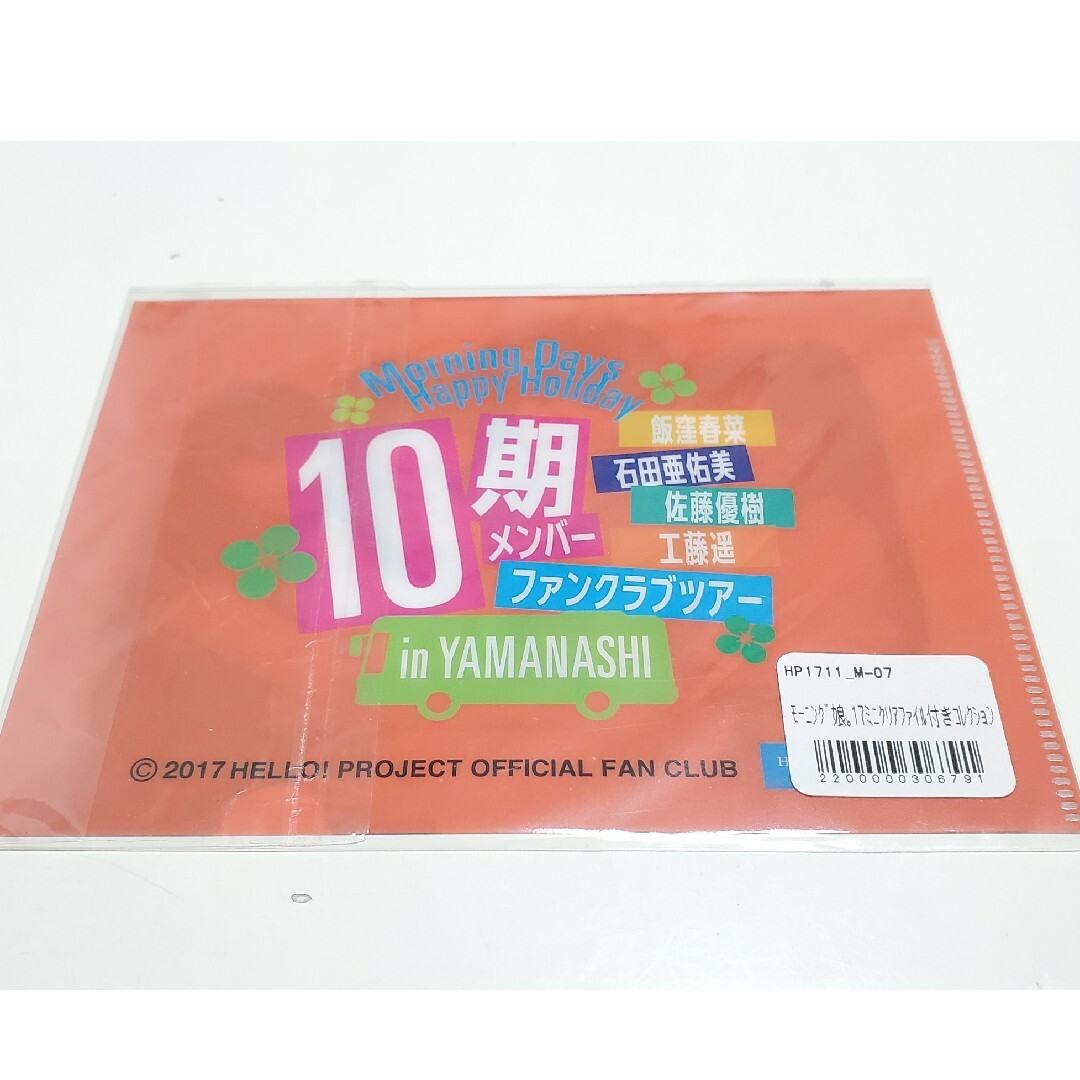 Morning Days
Happy Holiday
10期
メンバー
飯窪春菜
石田亜佑美
佐藤優樹
工藤遥
ファンクラブツアー
in YAMANASHI
© 2017 HELLO! PROJECT OFFICIAL FAN CLUB
H
HP1711_M-07
ﾓｰﾆﾝｸﾞ娘。17ﾐﾆｸﾘｱﾌｧｲﾙ付きｺﾚｸｼｮﾝ
2200000306791